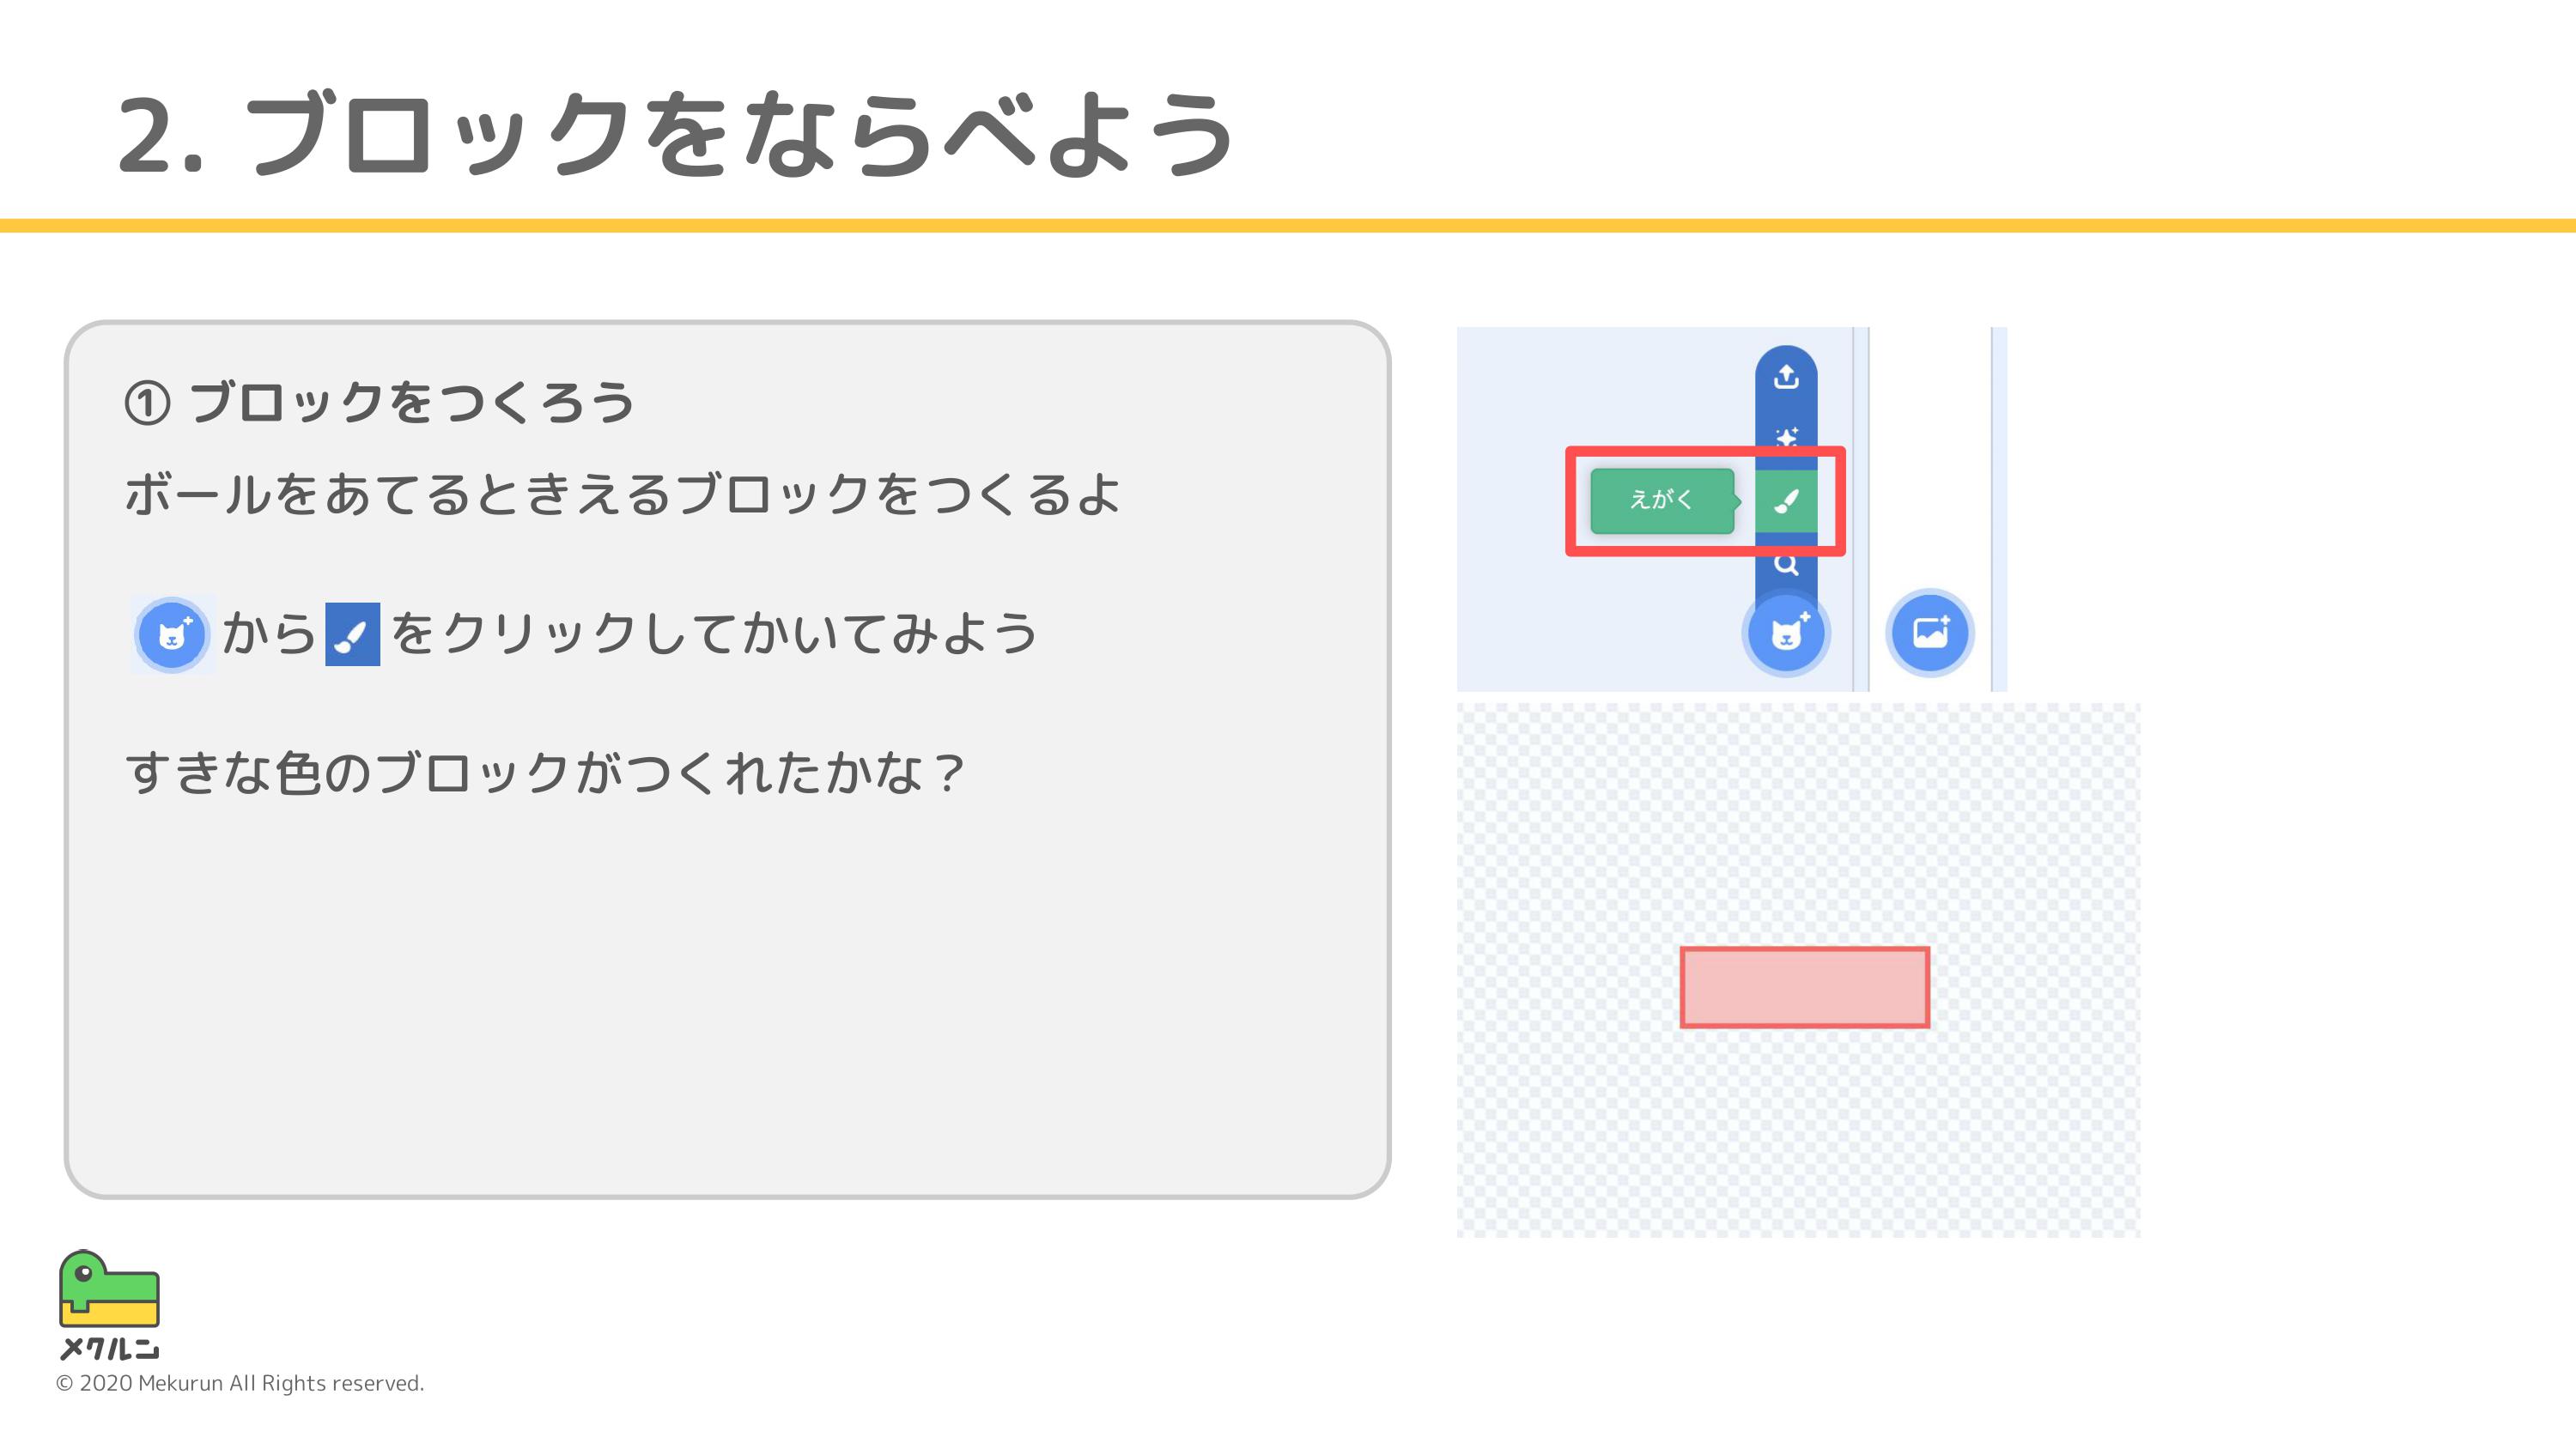 2. ブロックをならべよう
① ブロックをつくろう
ボールをあてるときえるブロックをつくるよ
から をクリックしてかいてみよう
すきな色のブロックがつくれたかな？
えがく
メクルン
© 2020 Mekurun All Rights reserved.